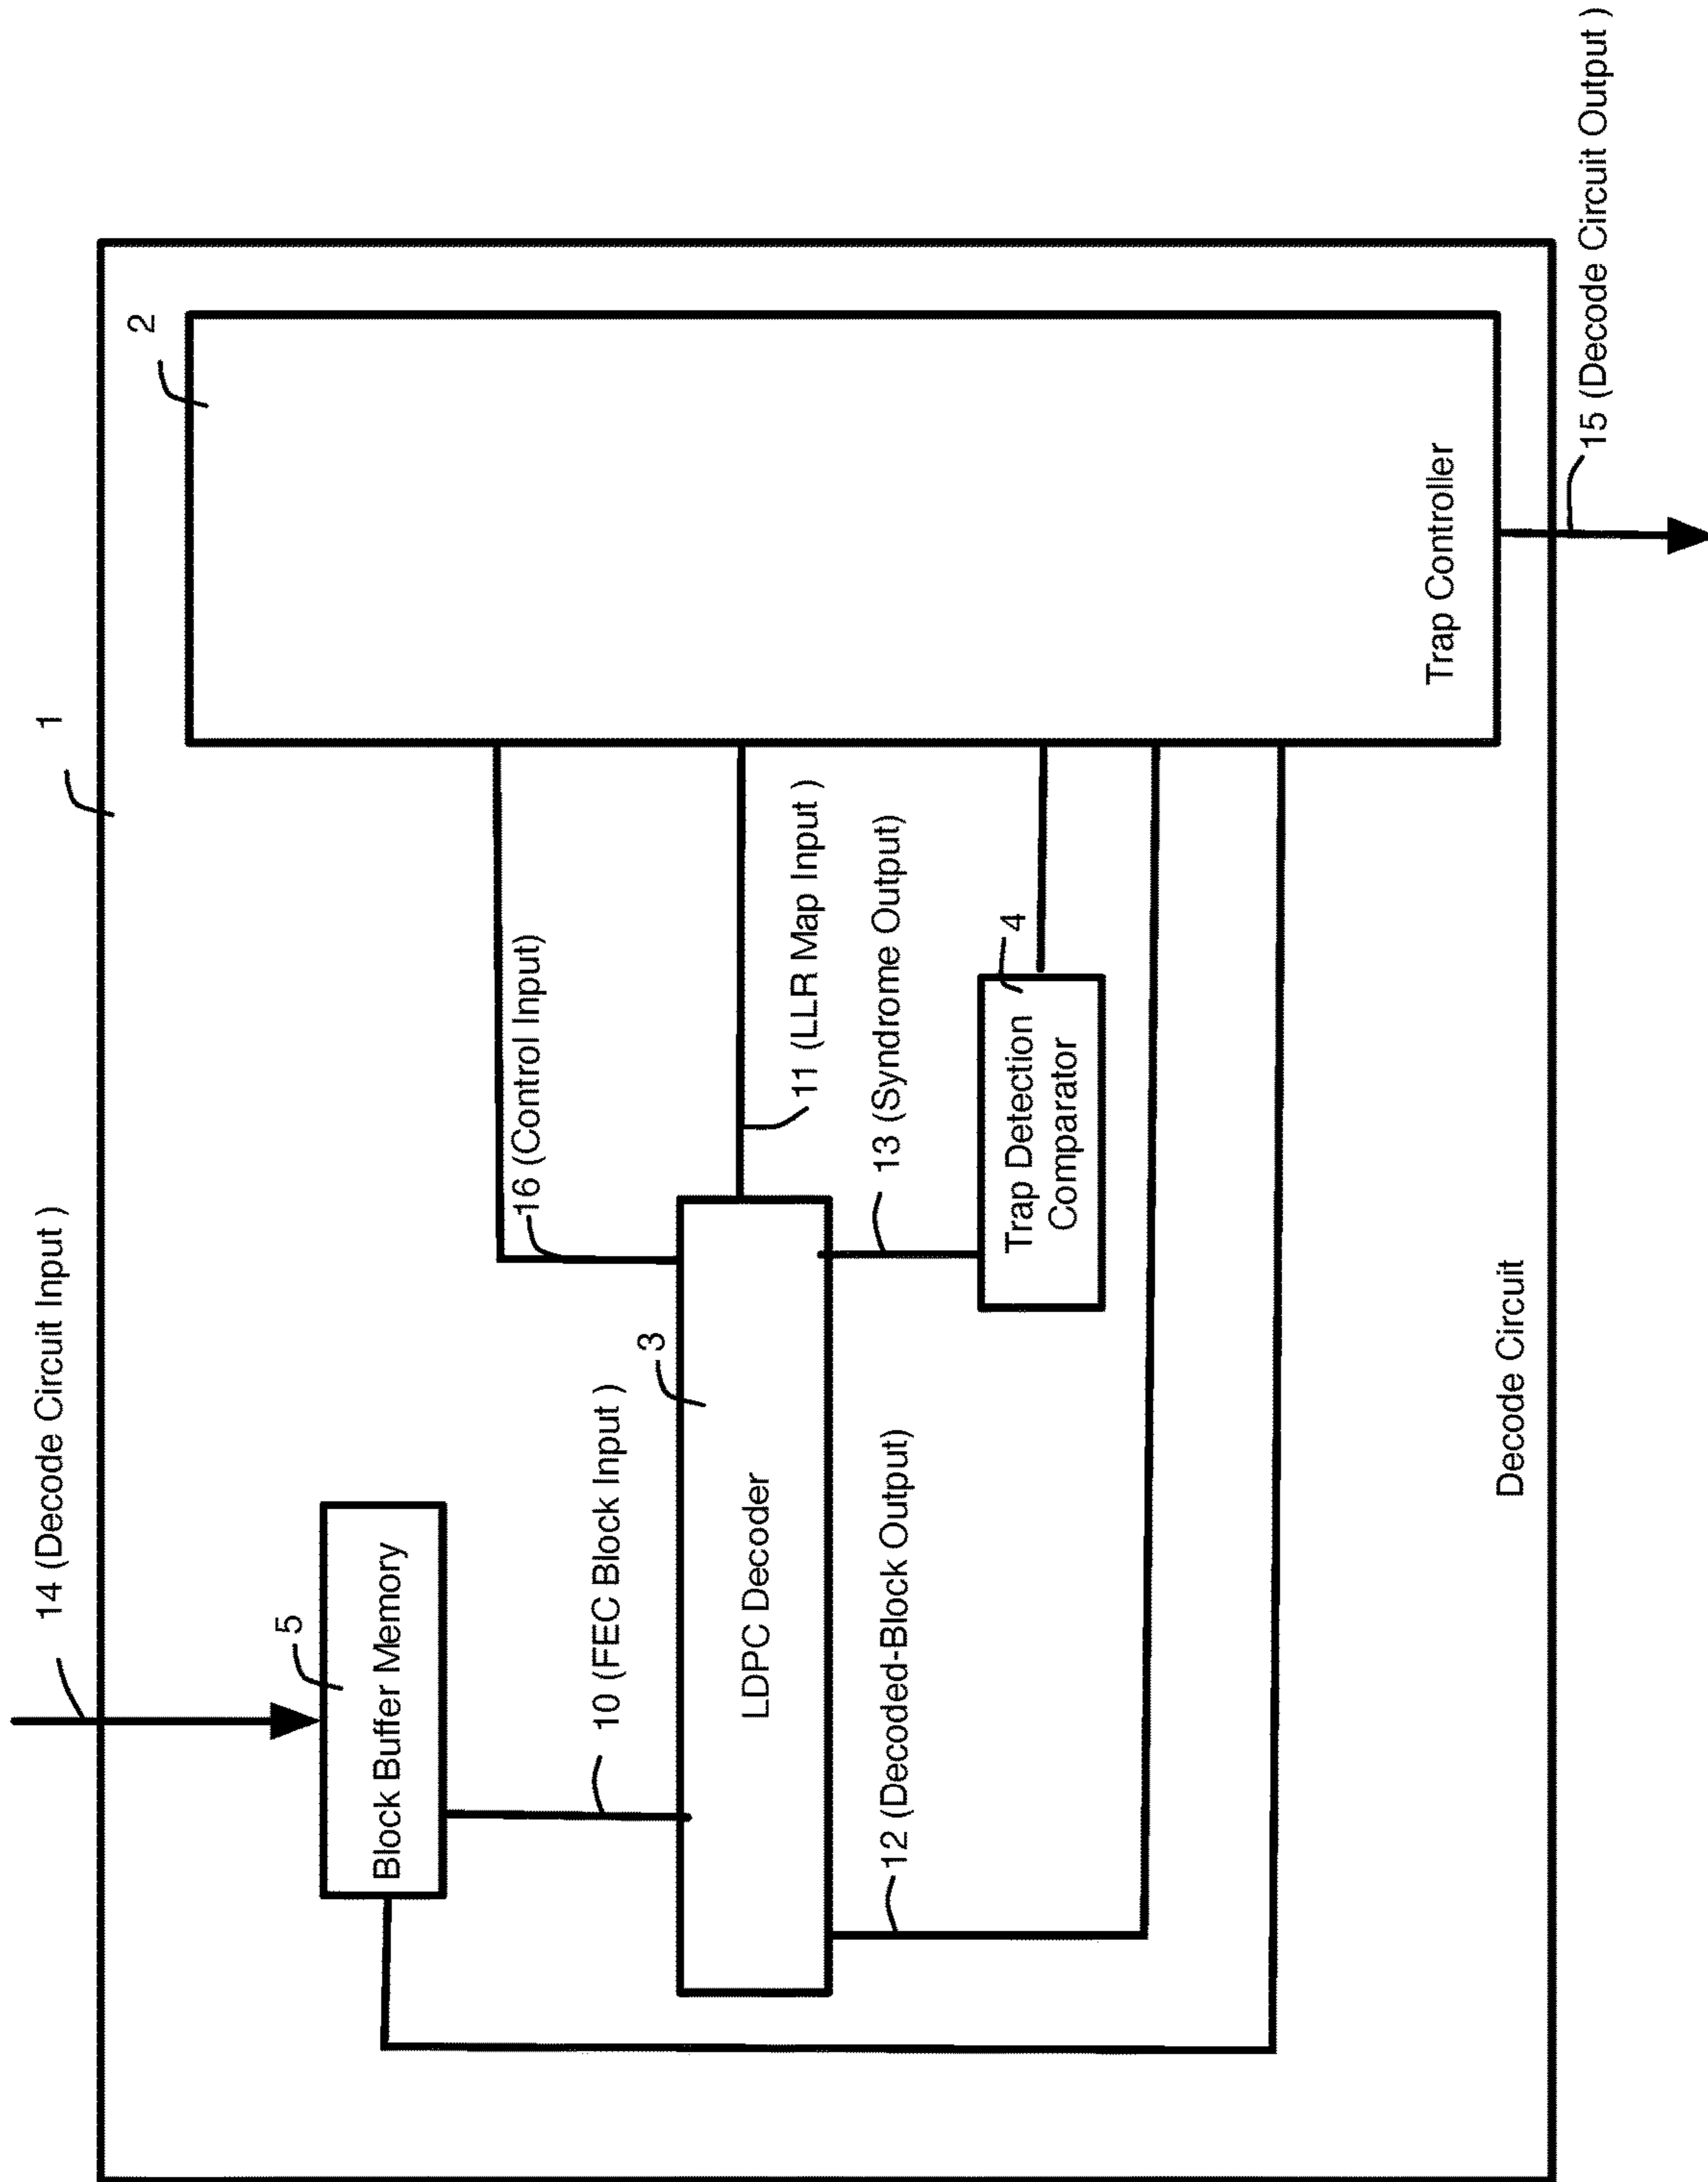 14 (Decode Circuit Input )
1
2
5
Block Buffer Memory
16 (Control Input)
10 (FEC Block Input )
3
LDPC Decoder
11 (LLR Map Input )
12 (Decoded-Block Output)
13 (Syndrome Output)
4
Trap Detection
Comparator
Trap Controller
Decode Circuit
15 (Decode Circuit Output )